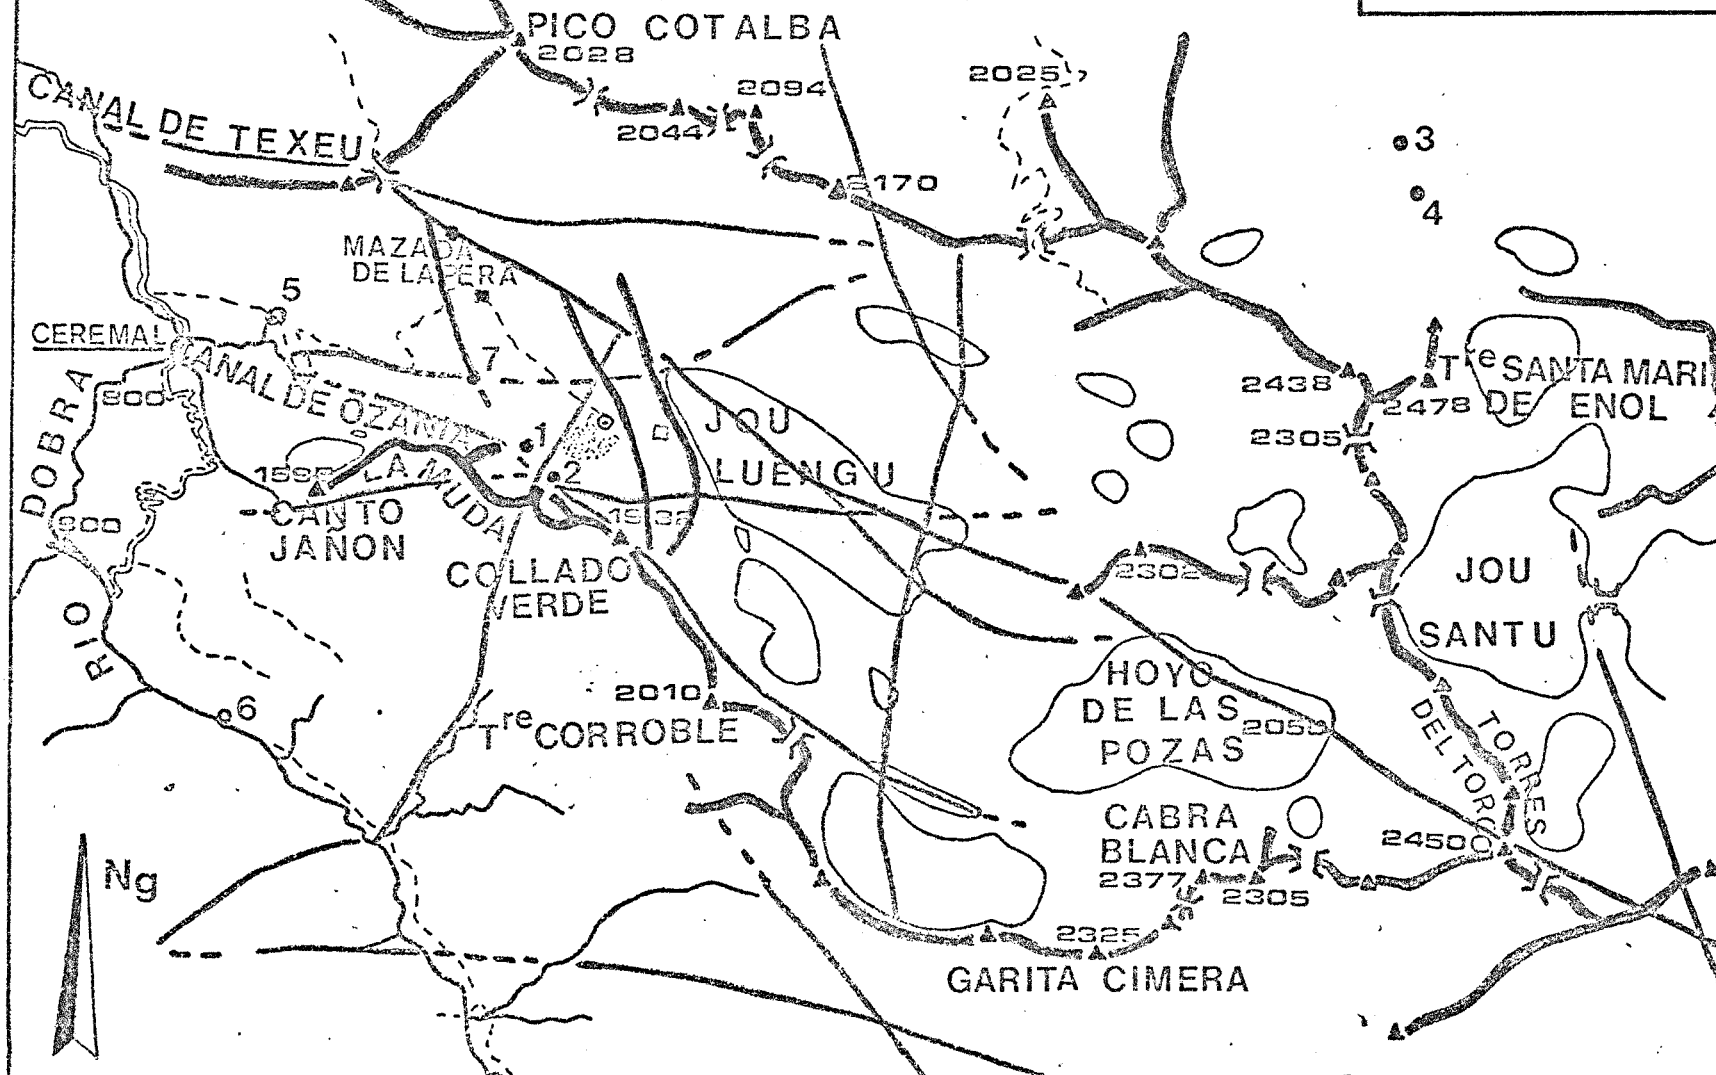 PICO COTALBA
2028
2094
2044
2025
CANAL DE TEXEU
2170
3
4
MAZADA
DE LA PERA
5
CEREMAL
CANAL DE OZANIA
7
800
RIO DOBRA
800
JOU
LUENGU
1
2
LA MUDA
CANTO
JAÑON
1932
COLLADO
VERDE
2438
Tre SANTA MARI
DE ENOL
2478
2305
2302
JOU
SANTU
HOYO
DE LAS
POZAS
2059
TORRES
DEL TORO
2010
Tre CORROBLE
6
CABRA
BLANCA
2377
2305
2450
2325
GARITA CIMERA
Ng